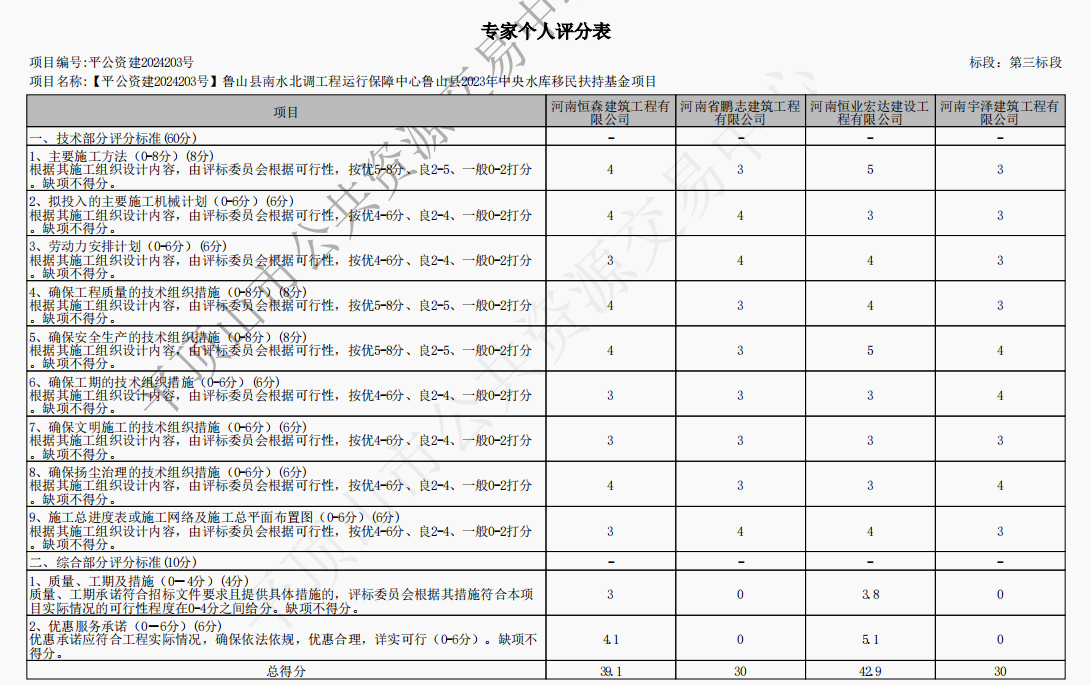 专家个人评分表
项目编号:平公资建2024203号 标段：第三标段
项目名称:【平公资建2024203号】鲁山县南水北调工程运行保障中心鲁山县2023年中央水库移民扶持基金项目
项目 河南恒森建筑工程有限公司 河南省鹏志建筑工程有限公司 河南恒业宏达建设工程有限公司 河南宇泽建筑工程有限公司
一、技术部分评分标准(60分) - - - -
1、主要施工方法（0-8分）(8分)
根据其施工组织设计内容，由评标委员会根据可行性，按优5-8分、良2-5、一般0-2打分 4 3 5 3
。缺项不得分。
2、拟投入的主要施工机械计划（0-6分）(6分)
根据其施工组织设计内容，由评标委员会根据可行性，按优4-6分、良2-4、一般0-2打分 4 4 3 3
。缺项不得分。
3、劳动力安排计划（0-6分）(6分)
根据其施工组织设计内容，由评标委员会根据可行性，按优4-6分、良2-4、一般0-2打分 3 4 4 3
。缺项不得分。
4、确保工程质量的技术组织措施（0-8分）(8分)
根据其施工组织设计内容，由评标委员会根据可行性，按优5-8分、良2-5、一般0-2打分 4 3 4 3
。缺项不得分。
5、确保安全生产的技术组织措施（0-8分）(8分)
根据其施工组织设计内容，由评标委员会根据可行性，按优5-8分、良2-5、一般0-2打分 4 3 5 4
。缺项不得分。
6、确保工期的技术组织措施（0-6分）(6分)
根据其施工组织设计内容，由评标委员会根据可行性，按优4-6分、良2-4、一般0-2打分 3 3 3 4
。缺项不得分。
7、确保文明施工的技术组织措施（0-6分）(6分)
根据其施工组织设计内容，由评标委员会根据可行性，按优4-6分、良2-4、一般0-2打分 3 3 3 3
。缺项不得分。
8、确保扬尘治理的技术组织措施（0-6分）(6分)
根据其施工组织设计内容，由评标委员会根据可行性，按优4-6分、良2-4、一般0-2打分 4 3 3 4
。缺项不得分。
9、施工总进度表或施工网络及施工总平面布置图（0-6分）(6分)
根据其施工组织设计内容，由评标委员会根据可行性，按优4-6分、良2-4、一般0-2打分 3 4 4 3
。缺项不得分。
二、综合部分评分标准(10分) - - - -
1、质量、工期及措施（0－4分）(4分)
质量、工期承诺符合招标文件要求且提供具体措施的，评标委员会根据其措施符合本项 3 0 3.8 0
目实际情况的可行性程度在0-4分之间给分。缺项不得分。
2、优惠服务承诺（0－6分）(6分)
优惠承诺应符合工程实际情况，确保依法依规，优惠合理，详实可行（0-6分）。缺项不 4.1 0 5.1 0
得分。
总得分 39.1 30 42.9 30
平顶山市公共资源交易中
平顶山市公共资源交易中心